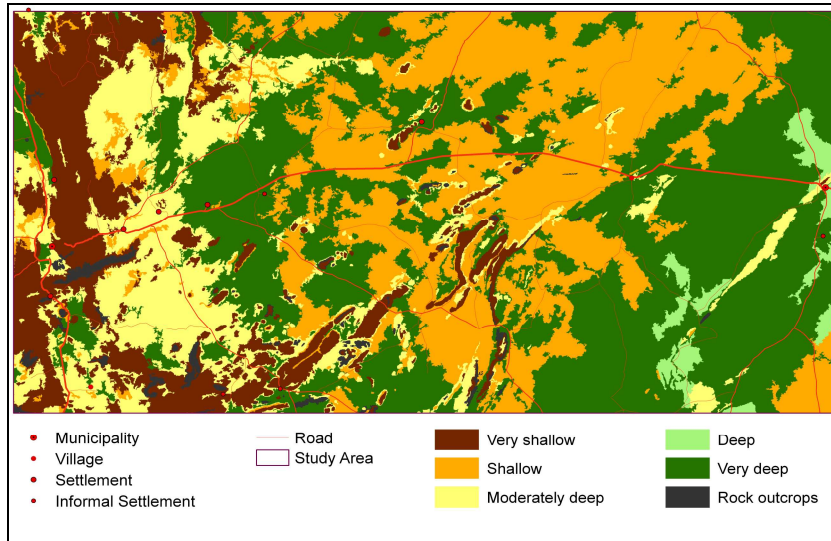 Municipality
Village
Settlement
Informal Settlement
Road
Study Area
Very shallow
Shallow
Moderately deep
Deep
Very deep
Rock outcrops